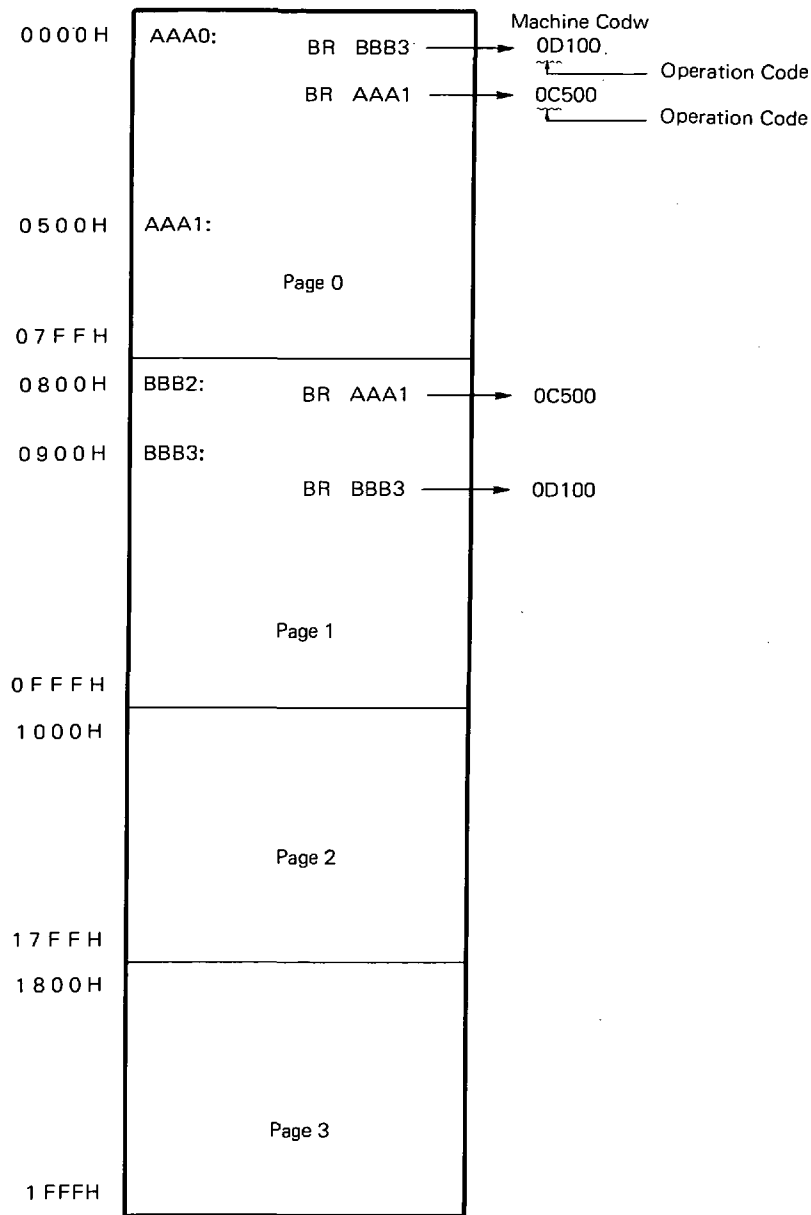 Machine Codw
0000H AAA0: BR BBB3 0D100
Operation Code
BR AAA1 0C500
Operation Code
0500H AAA1:
Page 0
07FFH
0800H BBB2: BR AAA1 0C500
0900H BBB3:
BR BBB3 0D100
Page 1
0FFFH
1000H
Page 2
17FFH
1800H
Page 3
1FFFH